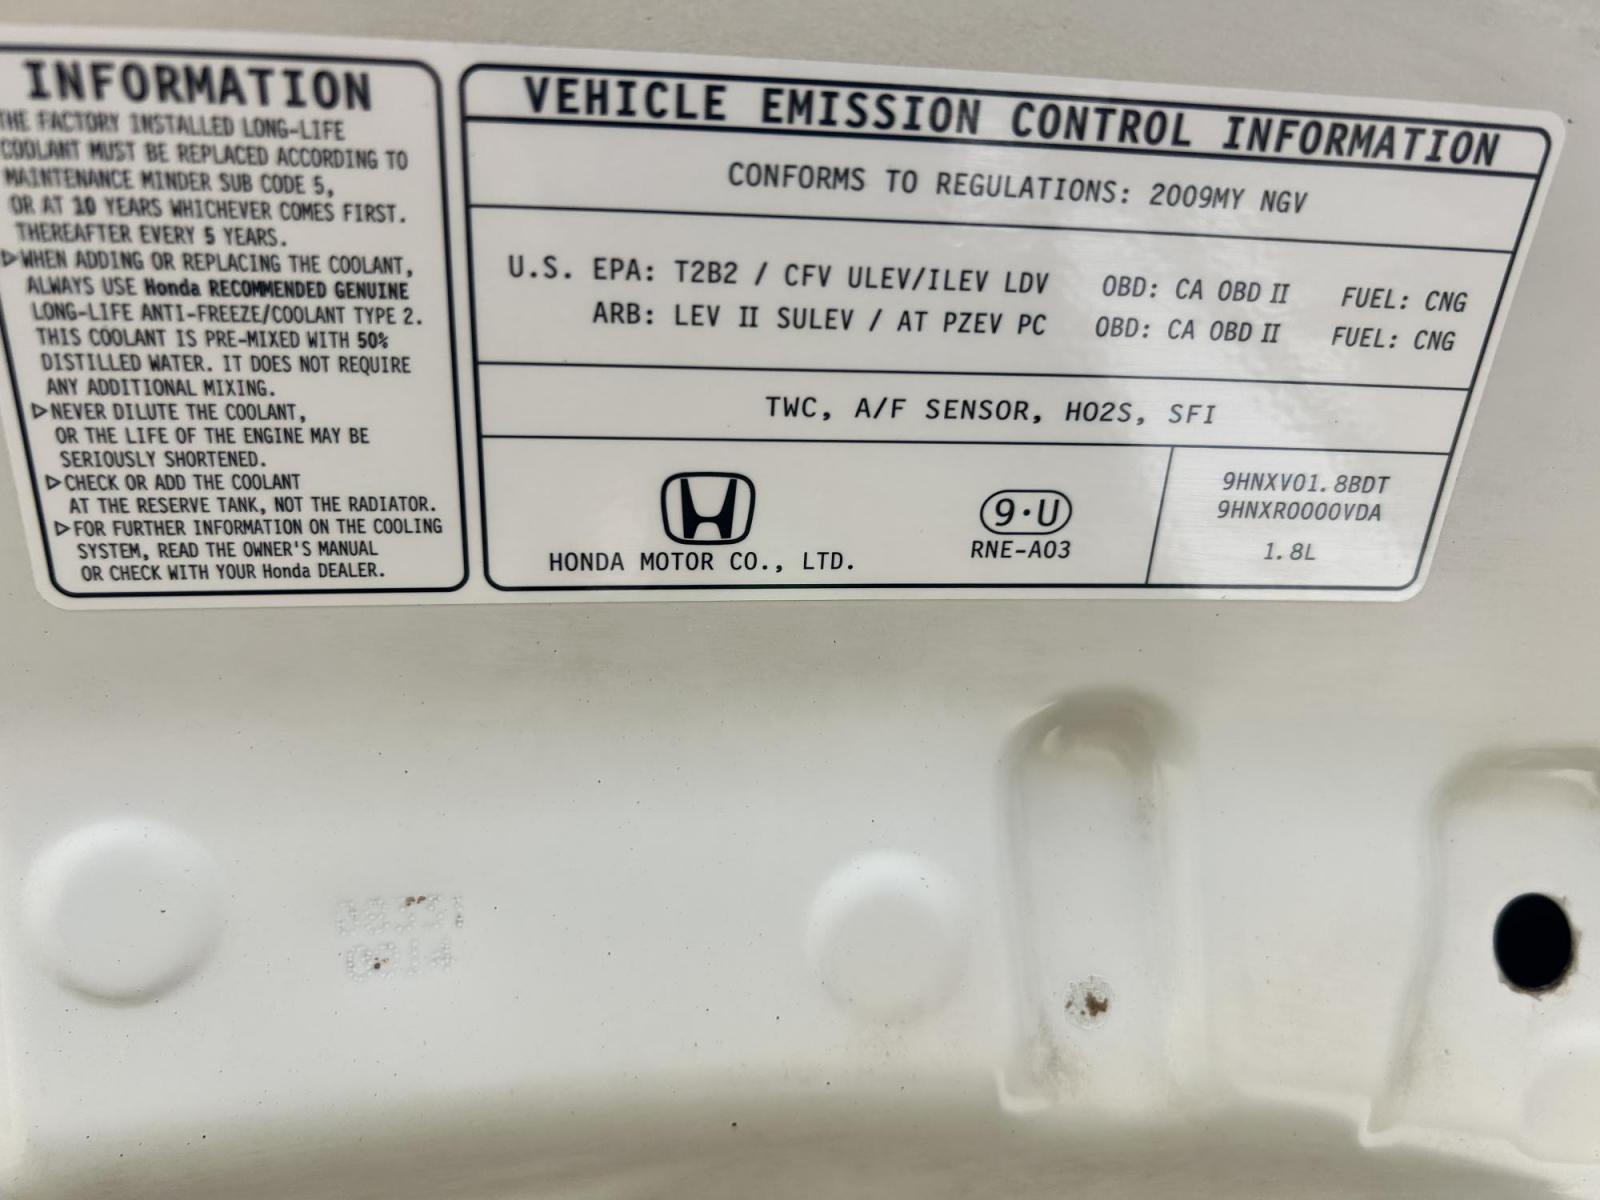 INFORMATION
THE FACTORY INSTALLED LONG-LIFE
COOLANT MUST BE REPLACED ACCORDING TO
MAINTENANCE MINDER SUB CODE 5,
OR AT 10 YEARS WHICHEVER COMES FIRST.
THEREAFTER EVERY 5 YEARS.
▷WHEN ADDING OR REPLACING THE COOLANT,
ALWAYS USE Honda RECOMMENDED GENUINE
LONG-LIFE ANTI-FREEZE/COOLANT TYPE 2.
THIS COOLANT IS PRE-MIXED WITH 50%
DISTILLED WATER. IT DOES NOT REQUIRE
ANY ADDITIONAL MIXING.
▷NEVER DILUTE THE COOLANT,
OR THE LIFE OF THE ENGINE MAY BE
SERIOUSLY SHORTENED.
▷CHECK OR ADD THE COOLANT
AT THE RESERVE TANK, NOT THE RADIATOR.
▷FOR FURTHER INFORMATION ON THE COOLING
SYSTEM, READ THE OWNER'S MANUAL
OR CHECK WITH YOUR Honda DEALER.
VEHICLE EMISSION CONTROL INFORMATION
CONFORMS TO REGULATIONS: 2009MY NGV
U.S. EPA: T2B2 / CFV ULEV/ILEV LDV OBD: CA OBD II FUEL: CNG
ARB: LEV II SULEV / AT PZEV PC OBD: CA OBD II FUEL: CNG
TWC, A/F SENSOR, HO2S, SFI
HONDA MOTOR CO., LTD.
9·U
RNE-A03
9HNXV01.8BDT
9HNXR0000VDA
1.8L